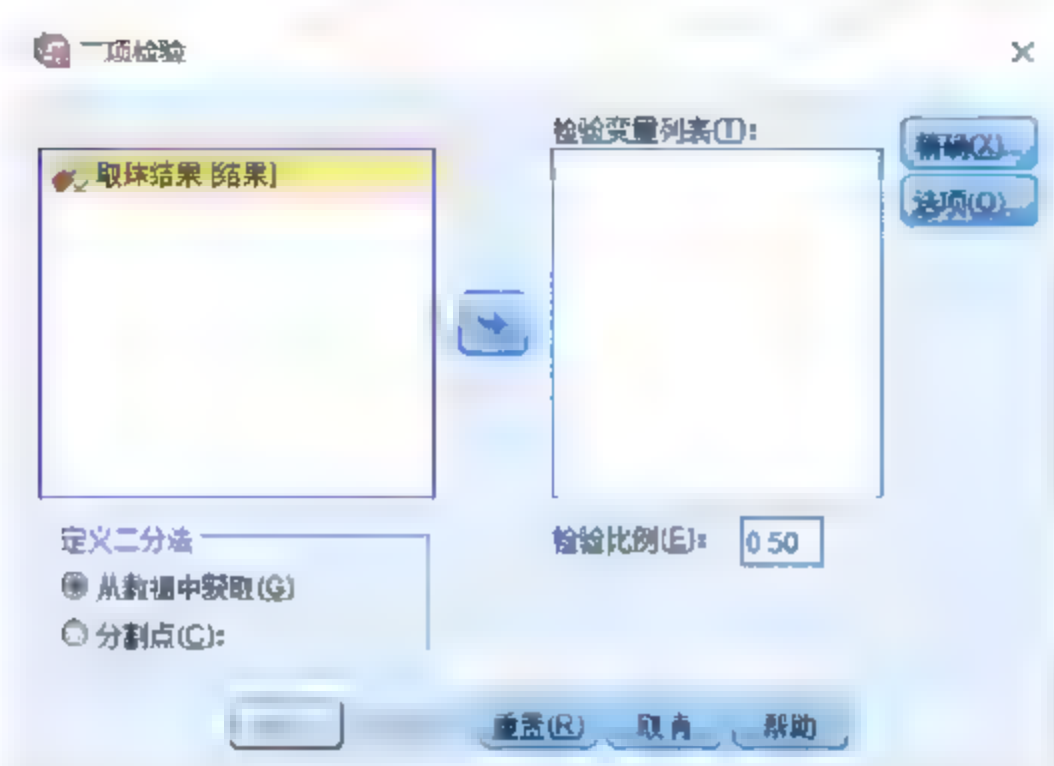 二项检验
检验变量列表(T):
精确(X)...
取球结果 [结果]
选项(O)...
定义二分法
检验比例(E): 0.50
从数据中获取(G)
分割点(C):
重置(R) 取消 帮助